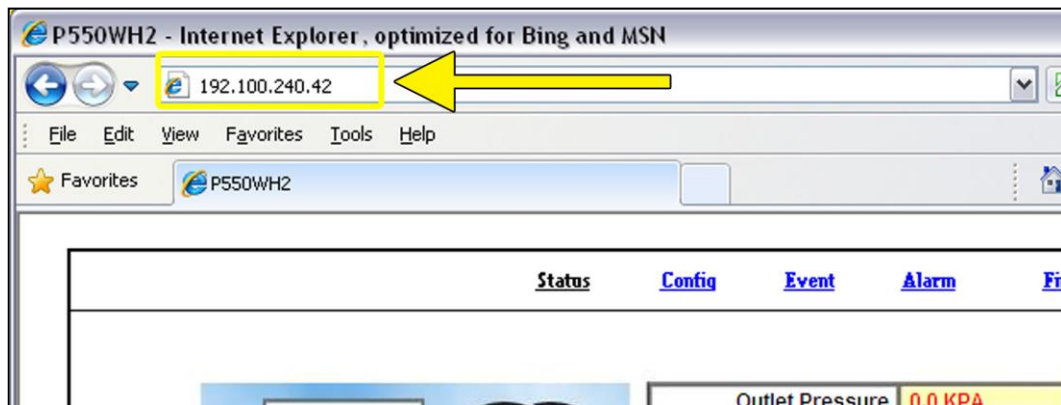 P550WH2 - Internet Explorer, optimized for Bing and MSN
192.100.240.42
File Edit View Favorites Tools Help
Favorites P550WH2
Status Config Event Alarm
Outlet Pressure 0.0 KPA